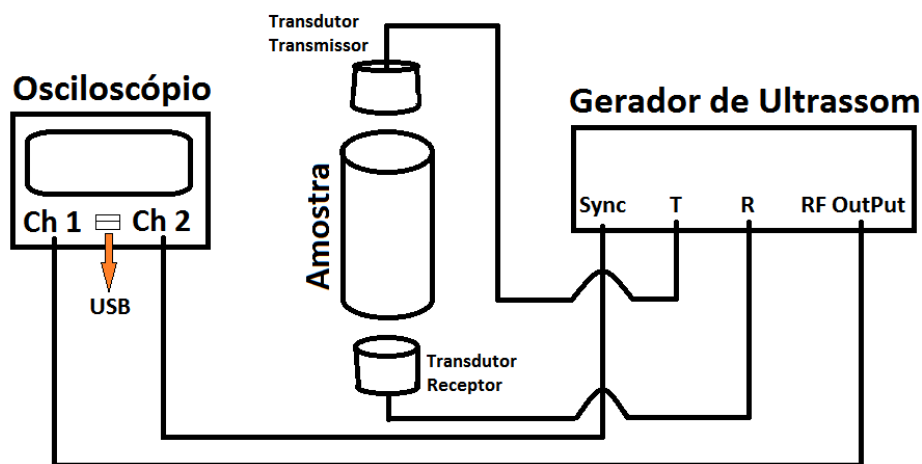 Transdutor
Transmissor
Osciloscópio
Gerador de Ultrassom
Ch 1
Ch 2
USB
Amostra
Sync
T
R
RF OutPut
Transdutor
Receptor